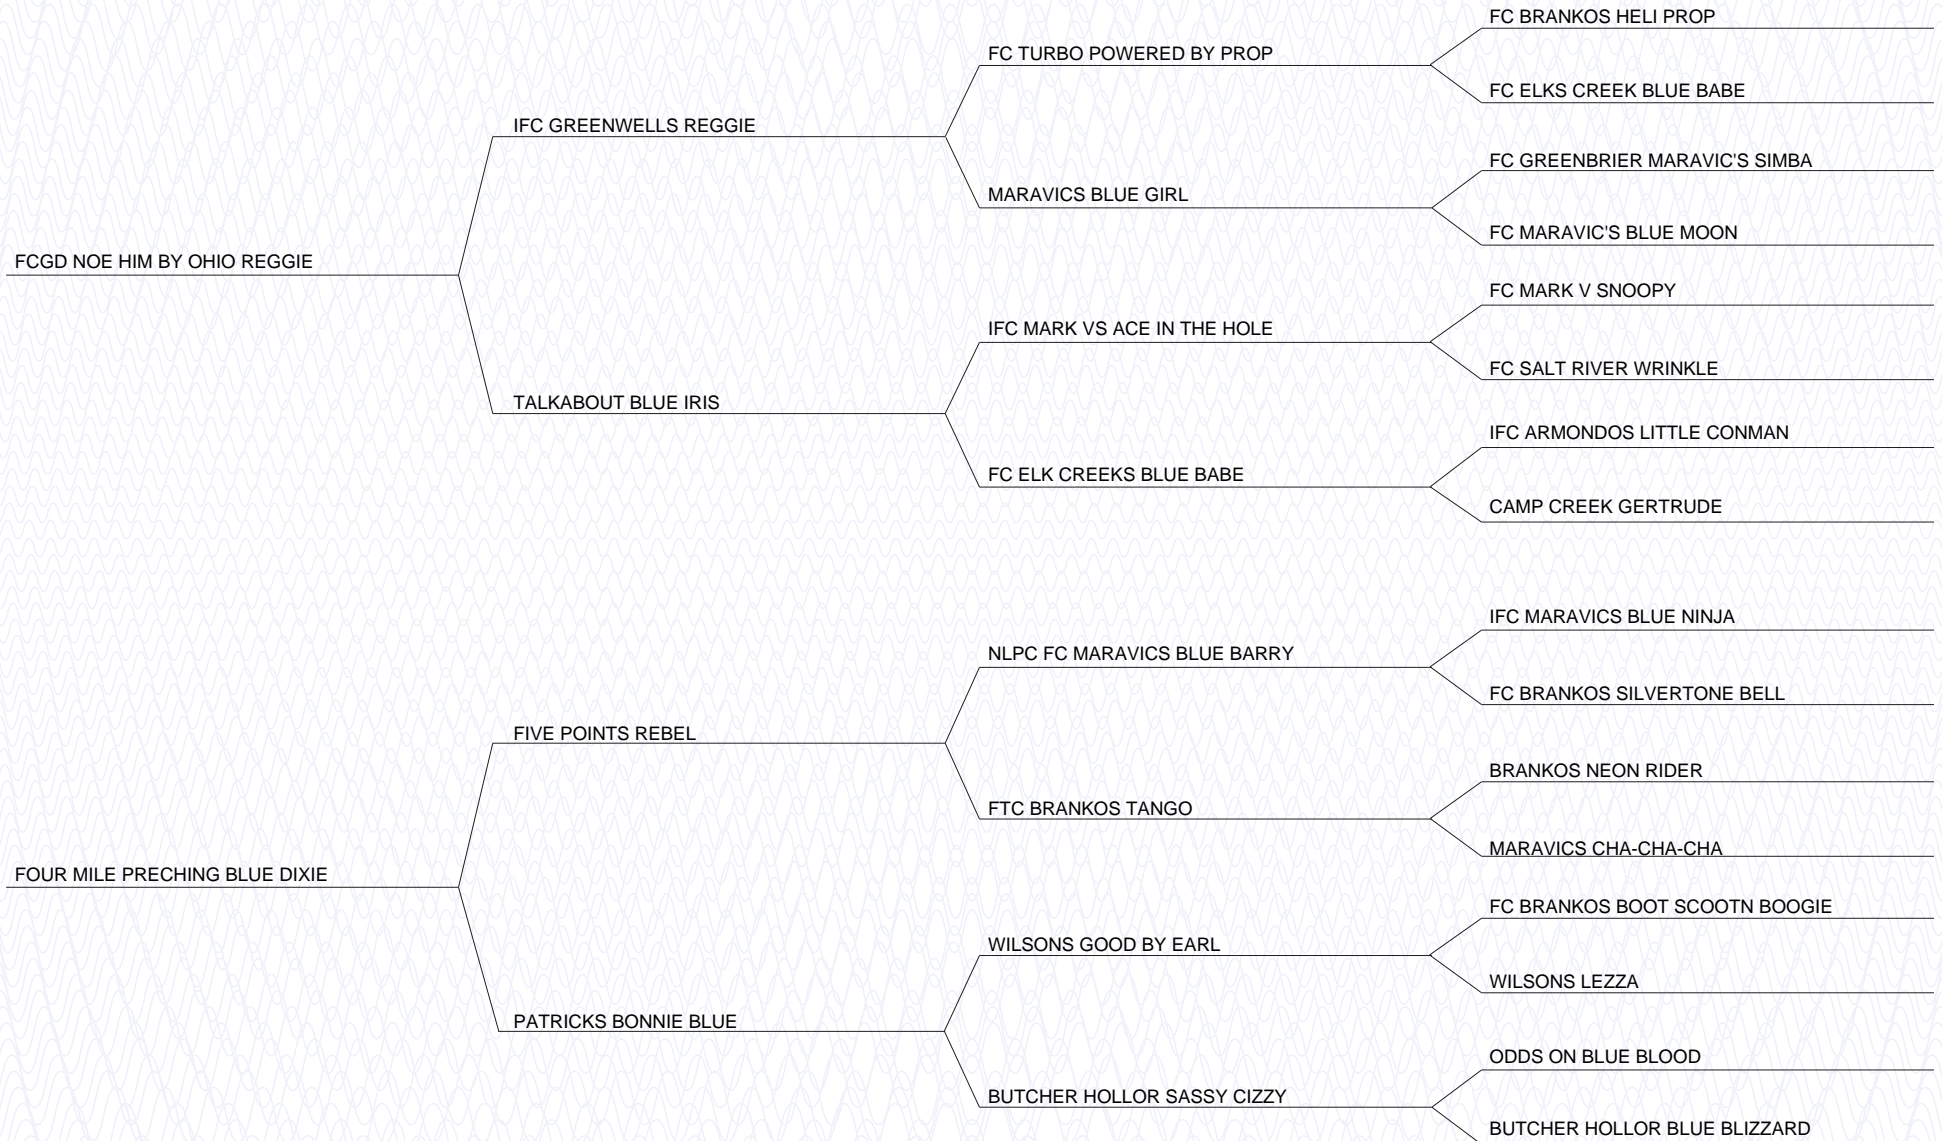 FC BRANKOS HELI PROP
FC TURBO POWERED BY PROP
FC ELKS CREEK BLUE BABE
IFC GREENWELLS REGGIE
FC GREENBRIER MARAVIC'S SIMBA
MARAVICS BLUE GIRL
FC MARAVIC'S BLUE MOON
FCGD NOE HIM BY OHIO REGGIE
FC MARK V SNOOPY
IFC MARK VS ACE IN THE HOLE
FC SALT RIVER WRINKLE
TALKABOUT BLUE IRIS
IFC ARMONDOS LITTLE CONMAN
FC ELK CREEKS BLUE BABE
CAMP CREEK GERTRUDE
IFC MARAVICS BLUE NINJA
NLPC FC MARAVICS BLUE BARRY
FC BRANKOS SILVERTONE BELL
FIVE POINTS REBEL
BRANKOS NEON RIDER
FTC BRANKOS TANGO
MARAVICS CHA-CHA-CHA
FOUR MILE PRECHING BLUE DIXIE
FC BRANKOS BOOT SCOOTN BOOGIE
WILSONS GOOD BY EARL
WILSONS LEZZA
PATRICKS BONNIE BLUE
ODDS ON BLUE BLOOD
BUTCHER HOLLOR SASSY CIZZY
BUTCHER HOLLOR BLUE BLIZZARD